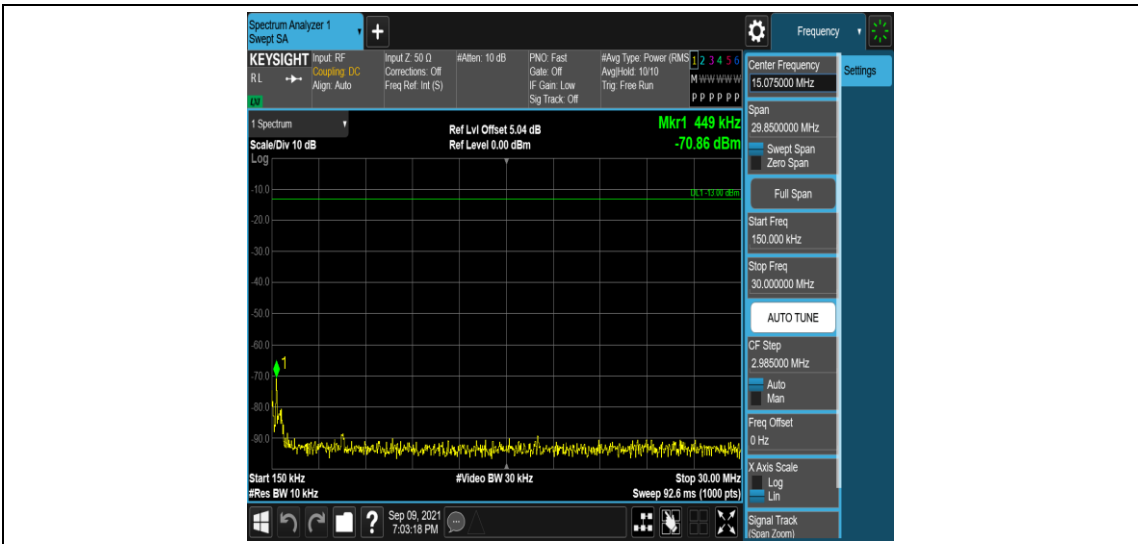 Spectrum Analyzer 1
Swept SA
+
Frequency
KEYSIGHT
Input: RF
RL
Coupling: DC
Align: Auto
LXI
Input Z: 50 Ω
Corrections: Off
Freq Ref: Int (S)
#Atten: 10 dB
PNO: Fast
Gate: Off
IF Gain: Low
Sig Track: Off
#Avg Type: Power (RMS
Avg|Hold: 10/10
Trig: Free Run
1 2 3 4 5 6
M W W W W W
P P P P P P
1 Spectrum
Scale/Div 10 dB
Log
Ref Lvl Offset 5.04 dB
Ref Level 0.00 dBm
Mkr1 449 kHz
-70.86 dBm
DL1 -13.00 dBm
-10.0
-20.0
-30.0
-40.0
-50.0
-60.0
-70.0
-80.0
-90.0
1
Start 150 kHz
#Res BW 10 kHz
#Video BW 30 kHz
Stop 30.00 MHz
Sweep 92.6 ms (1000 pts)
?
Sep 09, 2021
7:03:18 PM
Center Frequency
15.075000 MHz
Settings
Span
29.8500000 MHz
Swept Span
Zero Span
Full Span
Start Freq
150.000 kHz
Stop Freq
30.000000 MHz
AUTO TUNE
CF Step
2.985000 MHz
Auto
Man
Freq Offset
0 Hz
X Axis Scale
Log
Lin
Signal Track
(Span Zoom)